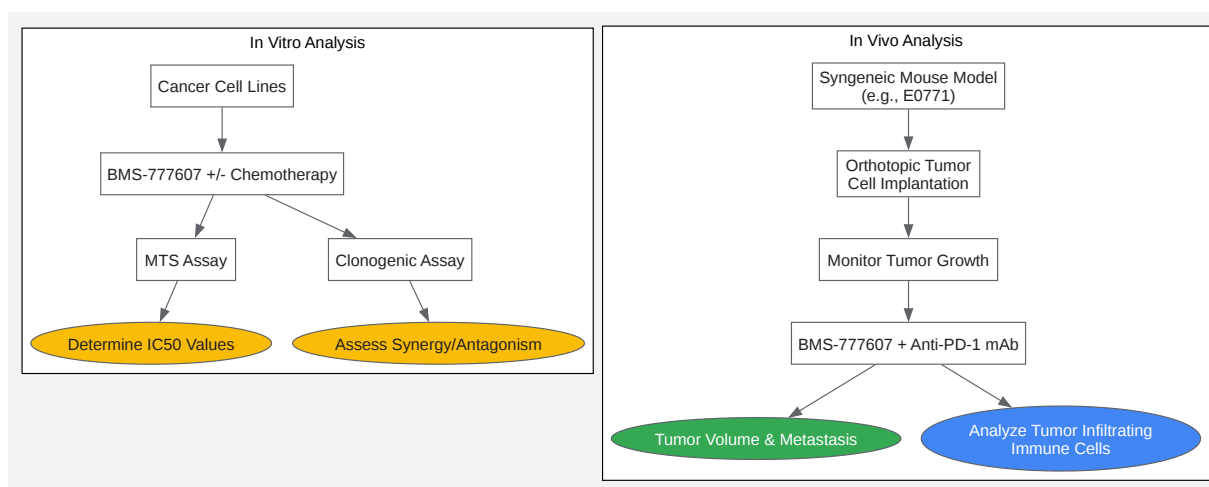 In Vitro Analysis
Cancer Cell Lines
BMS-777607 +/- Chemotherapy
MTS Assay
Clonogenic Assay
Determine IC50 Values
Assess Synergy/Antagonism
In Vivo Analysis
Syngeneic Mouse Model
(e.g., E0771)
Orthotopic Tumor
Cell Implantation
Monitor Tumor Growth
BMS-777607 + Anti-PD-1 mAb
Tumor Volume & Metastasis
Analyze Tumor Infiltrating
Immune Cells